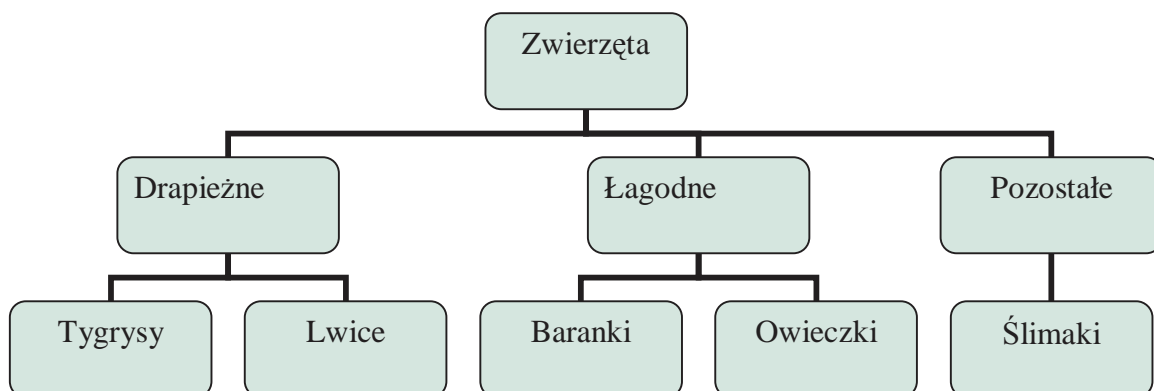 Zwierzęta
Drapieżne
Łagodne
Pozostałe
Tygrysy
Lwice
Baranki
Owieczki
Ślimaki